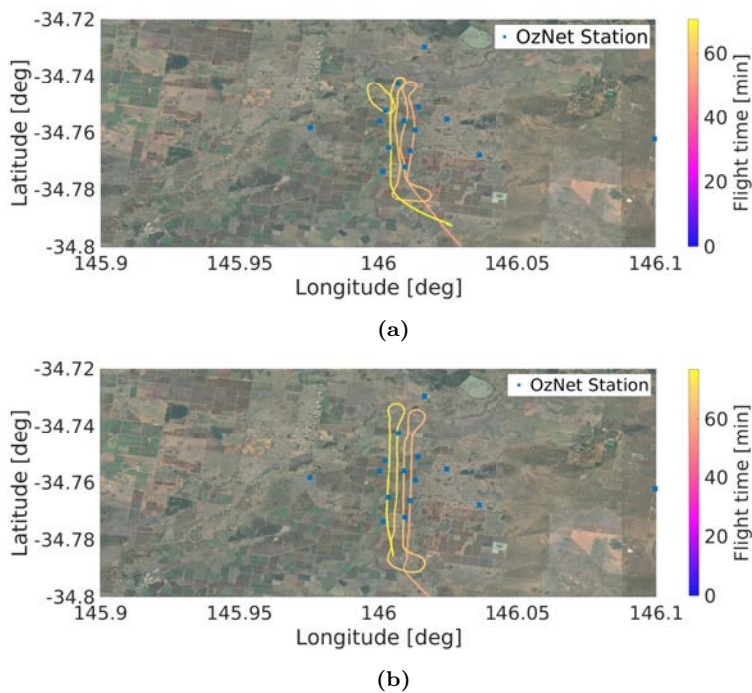 -34.72
-34.74
-34.76
-34.78
-34.8
Latitude [deg]
OzNet Station
145.9
145.95
146
146.05
146.1
Longitude [deg]
60
40
20
0
Flight time [min]
(a)
-34.72
-34.74
-34.76
-34.78
-34.8
Latitude [deg]
OzNet Station
145.9
145.95
146
146.05
146.1
Longitude [deg]
60
40
20
0
Flight time [min]
(b)